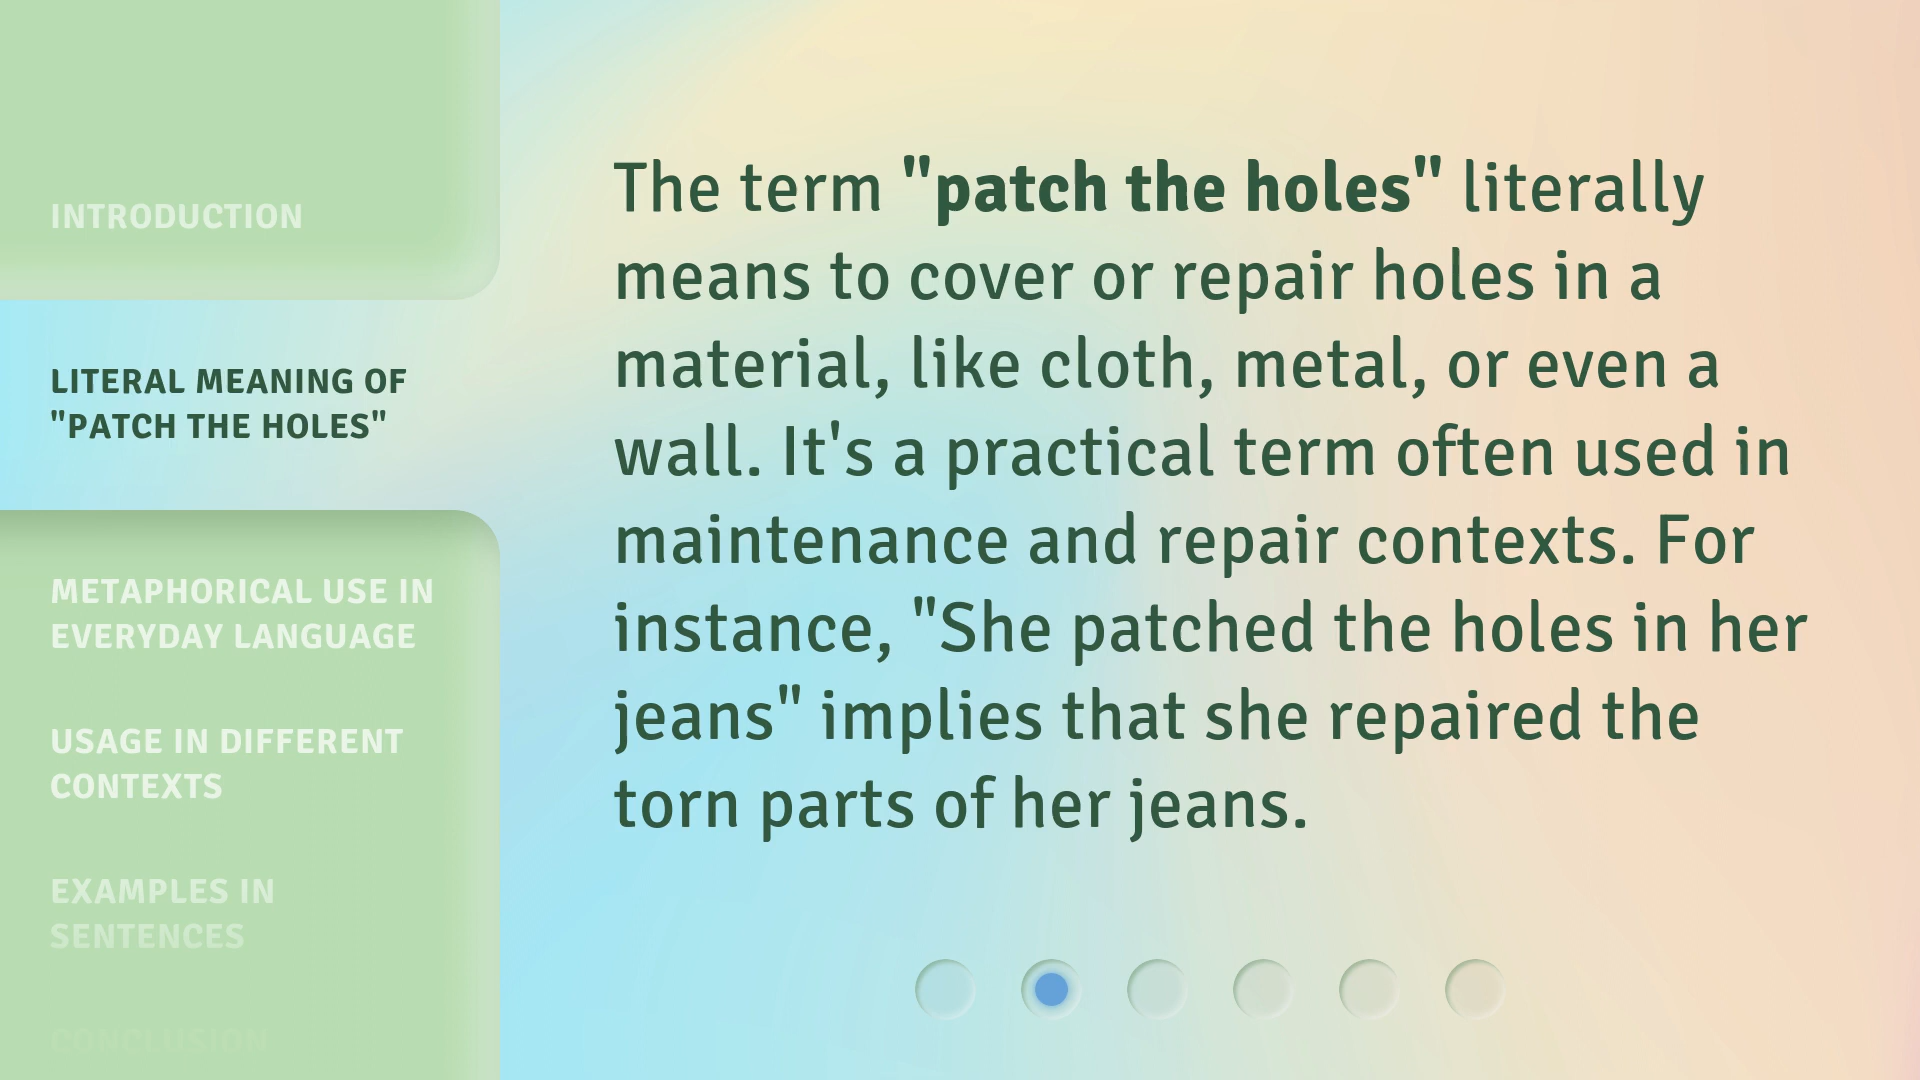 INTRODUCTION
LITERAL MEANING OF
"PATCH THE HOLES"
METAPHORICAL USE IN
EVERYDAY LANGUAGE
USAGE IN DIFFERENT
CONTEXTS
EXAMPLES IN
SENTENCES
CONCLUSION
The term "patch the holes" literally
means to cover or repair holes in a
material, like cloth, metal, or even a
wall. It's a practical term often used in
maintenance and repair contexts. For
instance, "She patched the holes in her
jeans" implies that she repaired the
torn parts of her jeans.